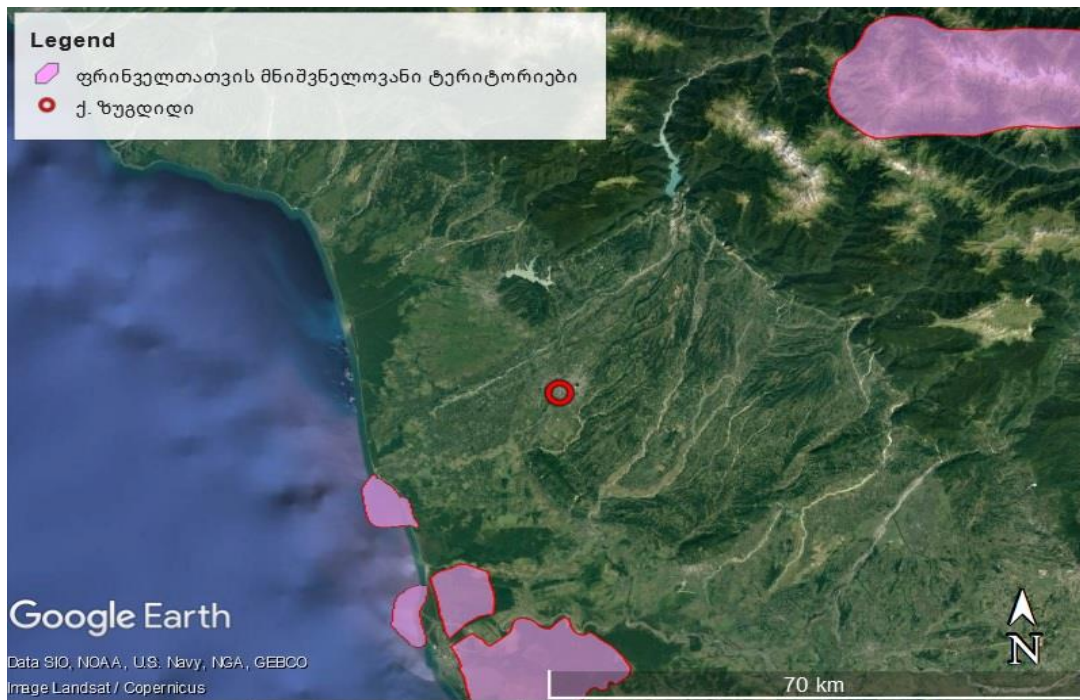 Legend
ფრინველთათვის მნიშვნელოვანი ტერიტორიები
ქ. ზუგდიდი
Google Earth
Data SIO, NOAA, U.S. Navy, NGA, GEBCO
Image Landsat / Copernicus
N
70 km